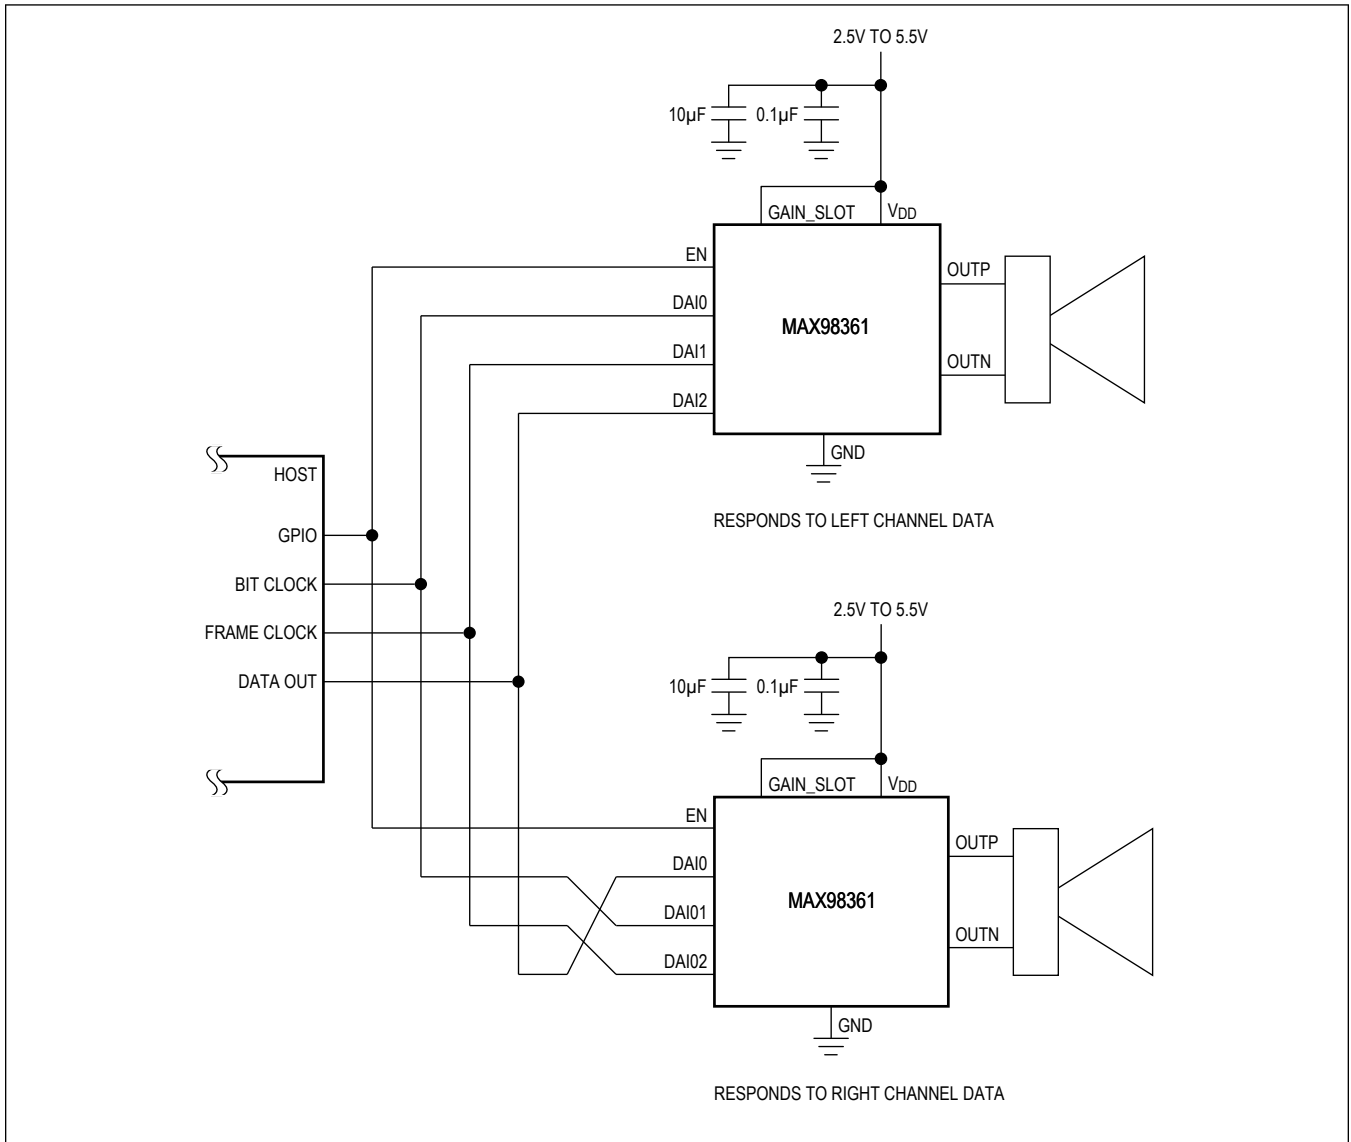 2.5V TO 5.5V
10µF
0.1µF
GAIN_SLOT
VDD
EN
DAI0
DAI1
DAI2
MAX98361
OUTP
OUTN
GND
RESPONDS TO LEFT CHANNEL DATA
HOST
GPIO
BIT CLOCK
FRAME CLOCK
DATA OUT
2.5V TO 5.5V
10µF
0.1µF
GAIN_SLOT
VDD
EN
DAI0
DAI01
DAI02
MAX98361
OUTP
OUTN
GND
RESPONDS TO RIGHT CHANNEL DATA